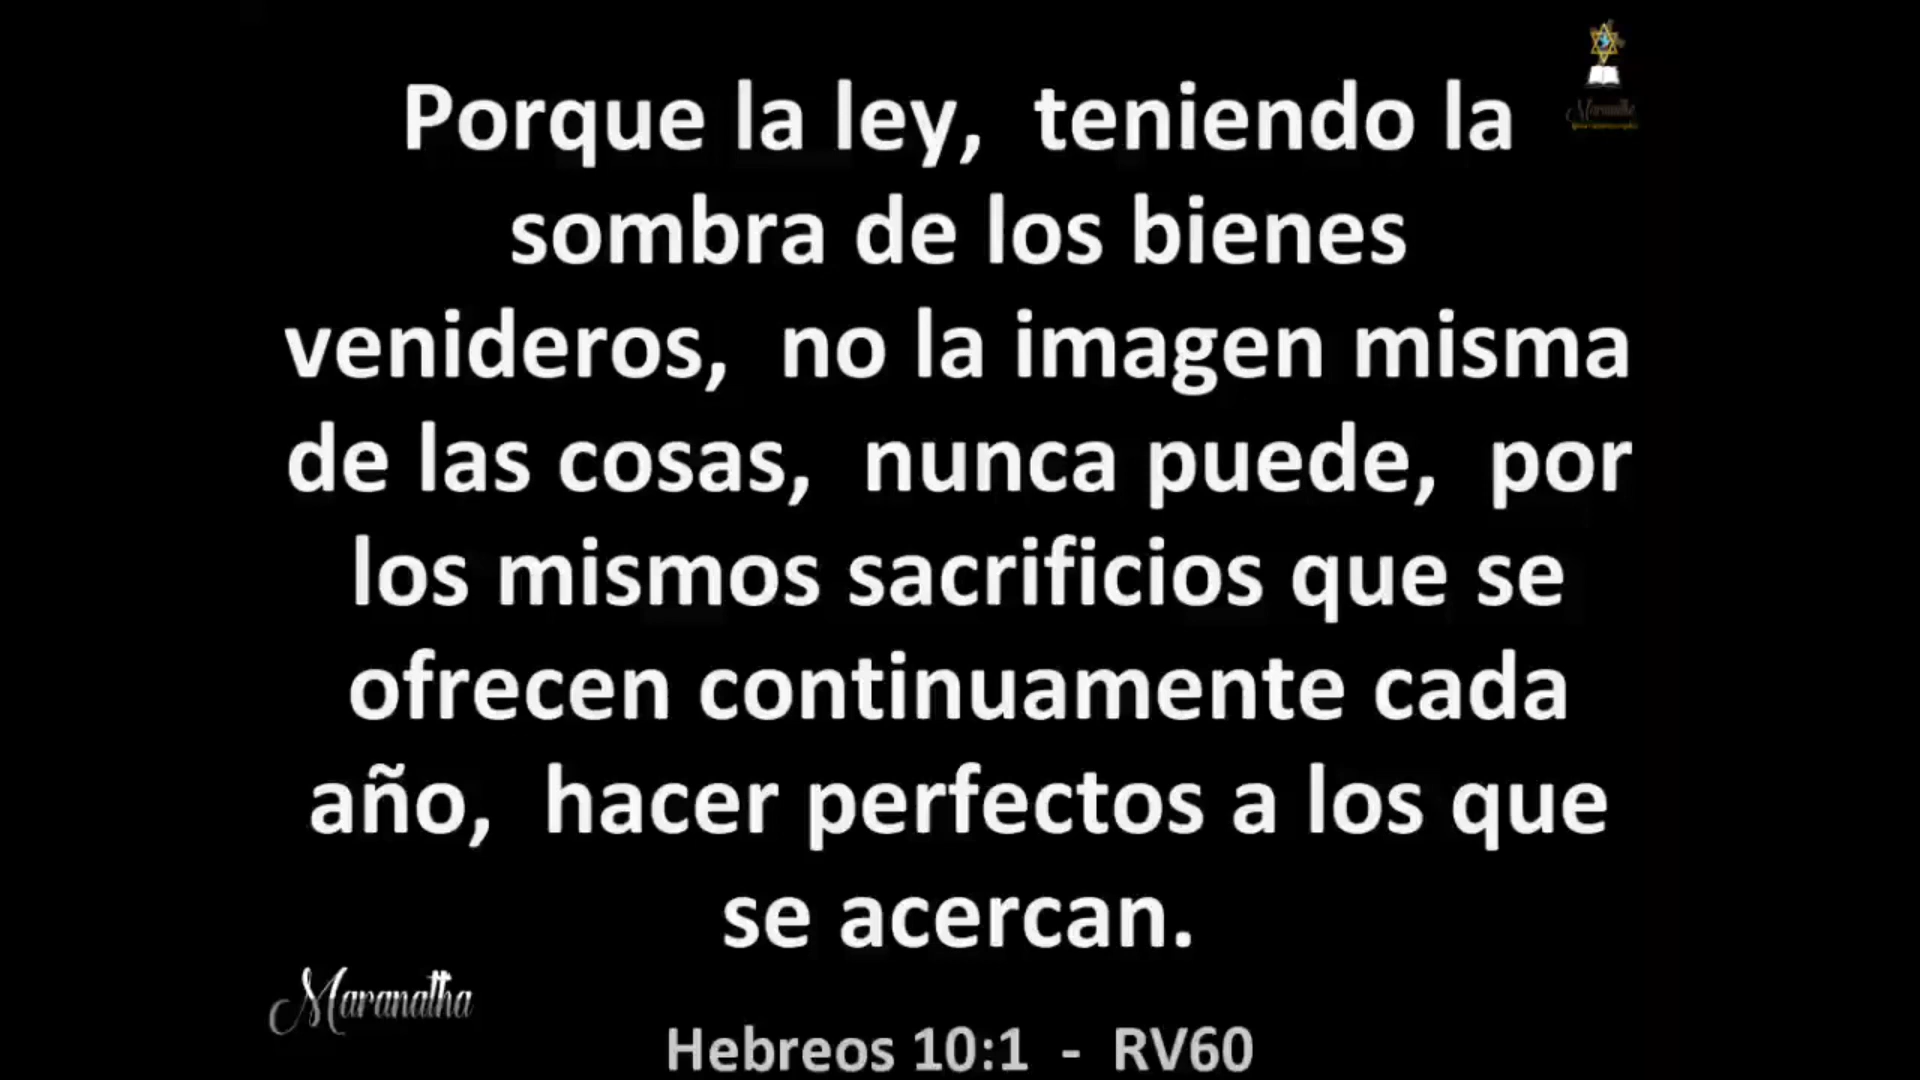 Porque la ley, teniendo la
sombra de los bienes
venideros, no la imagen misma
de las cosas, nunca puede, por
los mismos sacrificios que se
ofrecen continuamente cada
año, hacer perfectos a los que
se acercan.
Maranatha
Hebreos 10:1 - RV60